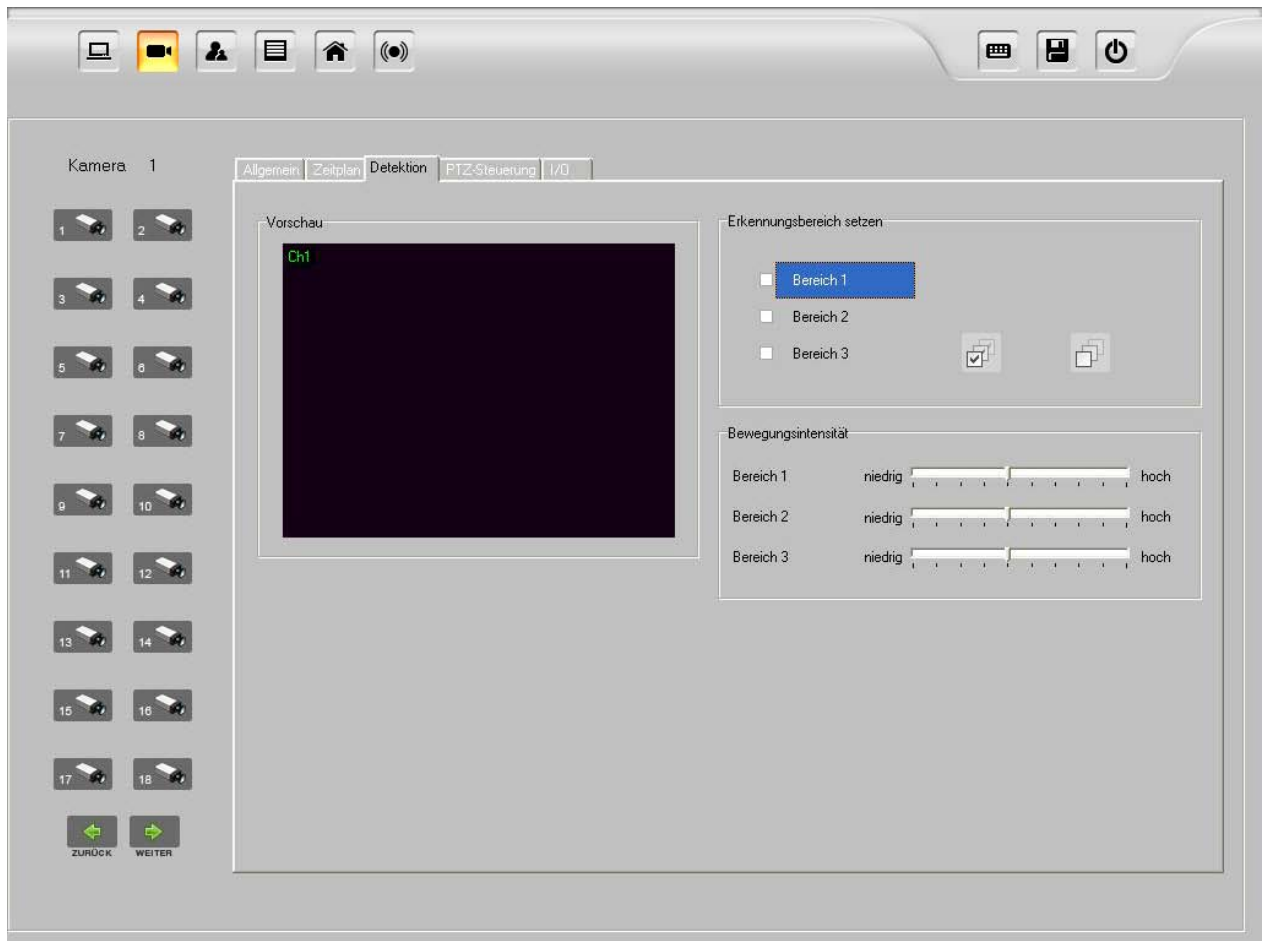 Kamera 1
Allgemein Zeitplan Detektion PTZ-Steuerung I/O
1 2
3 4
5 6
7 8
9 10
11 12
13 14
15 16
17 18
ZURÜCK WEITER
Vorschau
Ch1
Erkennungsbereich setzen
Bereich 1
Bereich 2
Bereich 3
Bewegungsintensität
Bereich 1 niedrig hoch
Bereich 2 niedrig hoch
Bereich 3 niedrig hoch